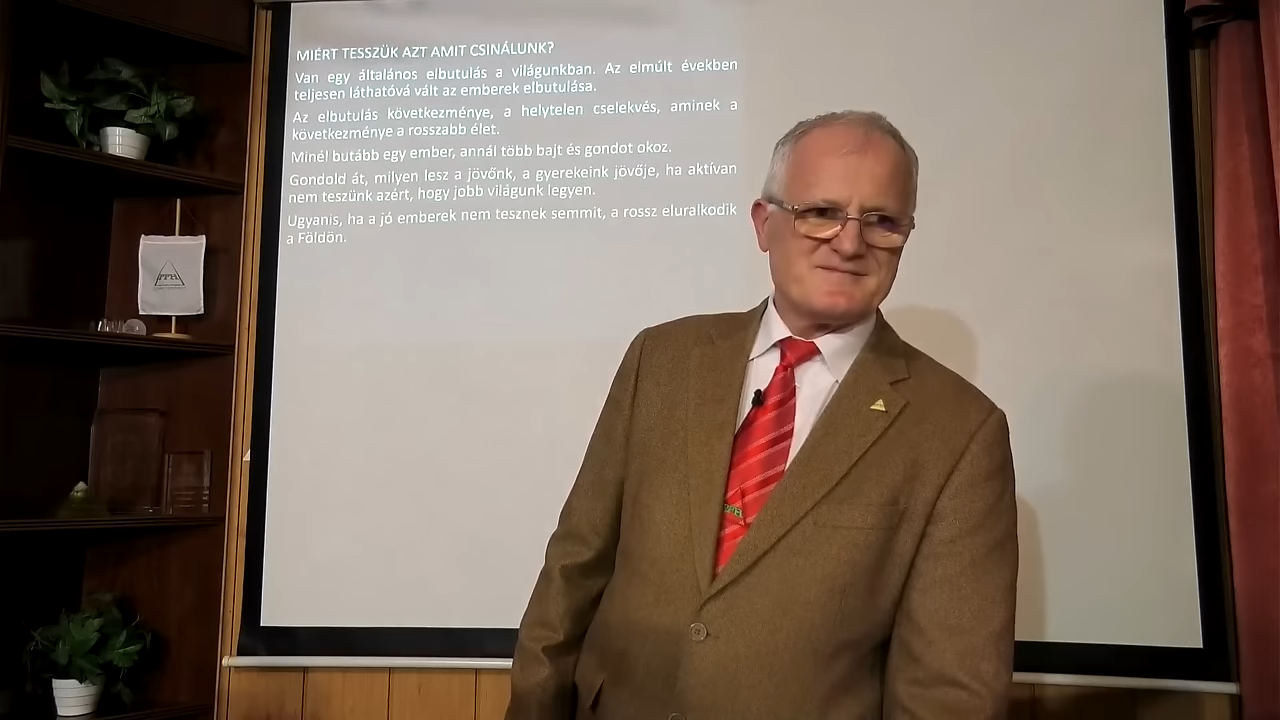 MIÉRT TESSZÜK AZT AMIT CSINÁLUNK?
Van egy általános elbutulás a világunkban. Az elmúlt években
teljesen láthatóvá vált az emberek elbutulása.
Az elbutulás következménye, a helytelen cselekvés, aminek a
következménye a rosszabb élet.
Minél butább egy ember, annál több bajt és gondot okoz.
Gondold át, milyen lesz a jövőnk, a gyerekeink jövője, ha aktívan
nem teszünk azért, hogy jobb világunk legyen.
Ugyanis, ha a jó emberek nem tesznek semmit, a rossz eluralkodik
a Földön.